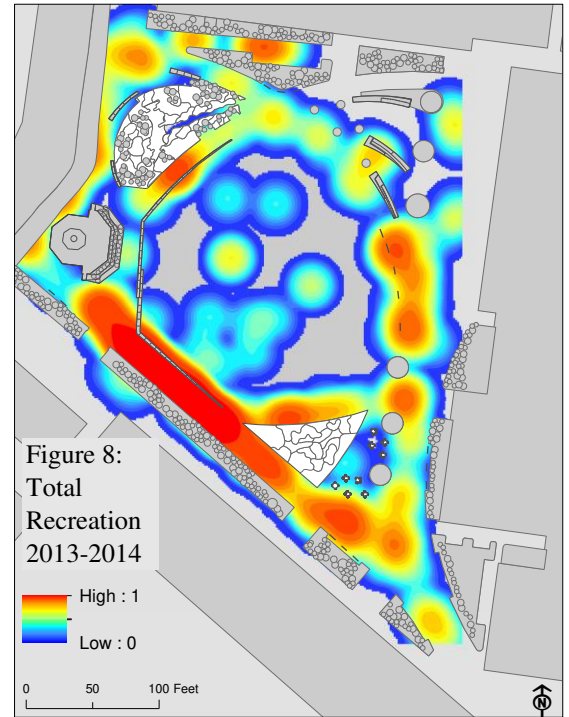 Figure 8:
Total
Recreation
2013-2014
High : 1
Low : 0
0 50 100 Feet
N